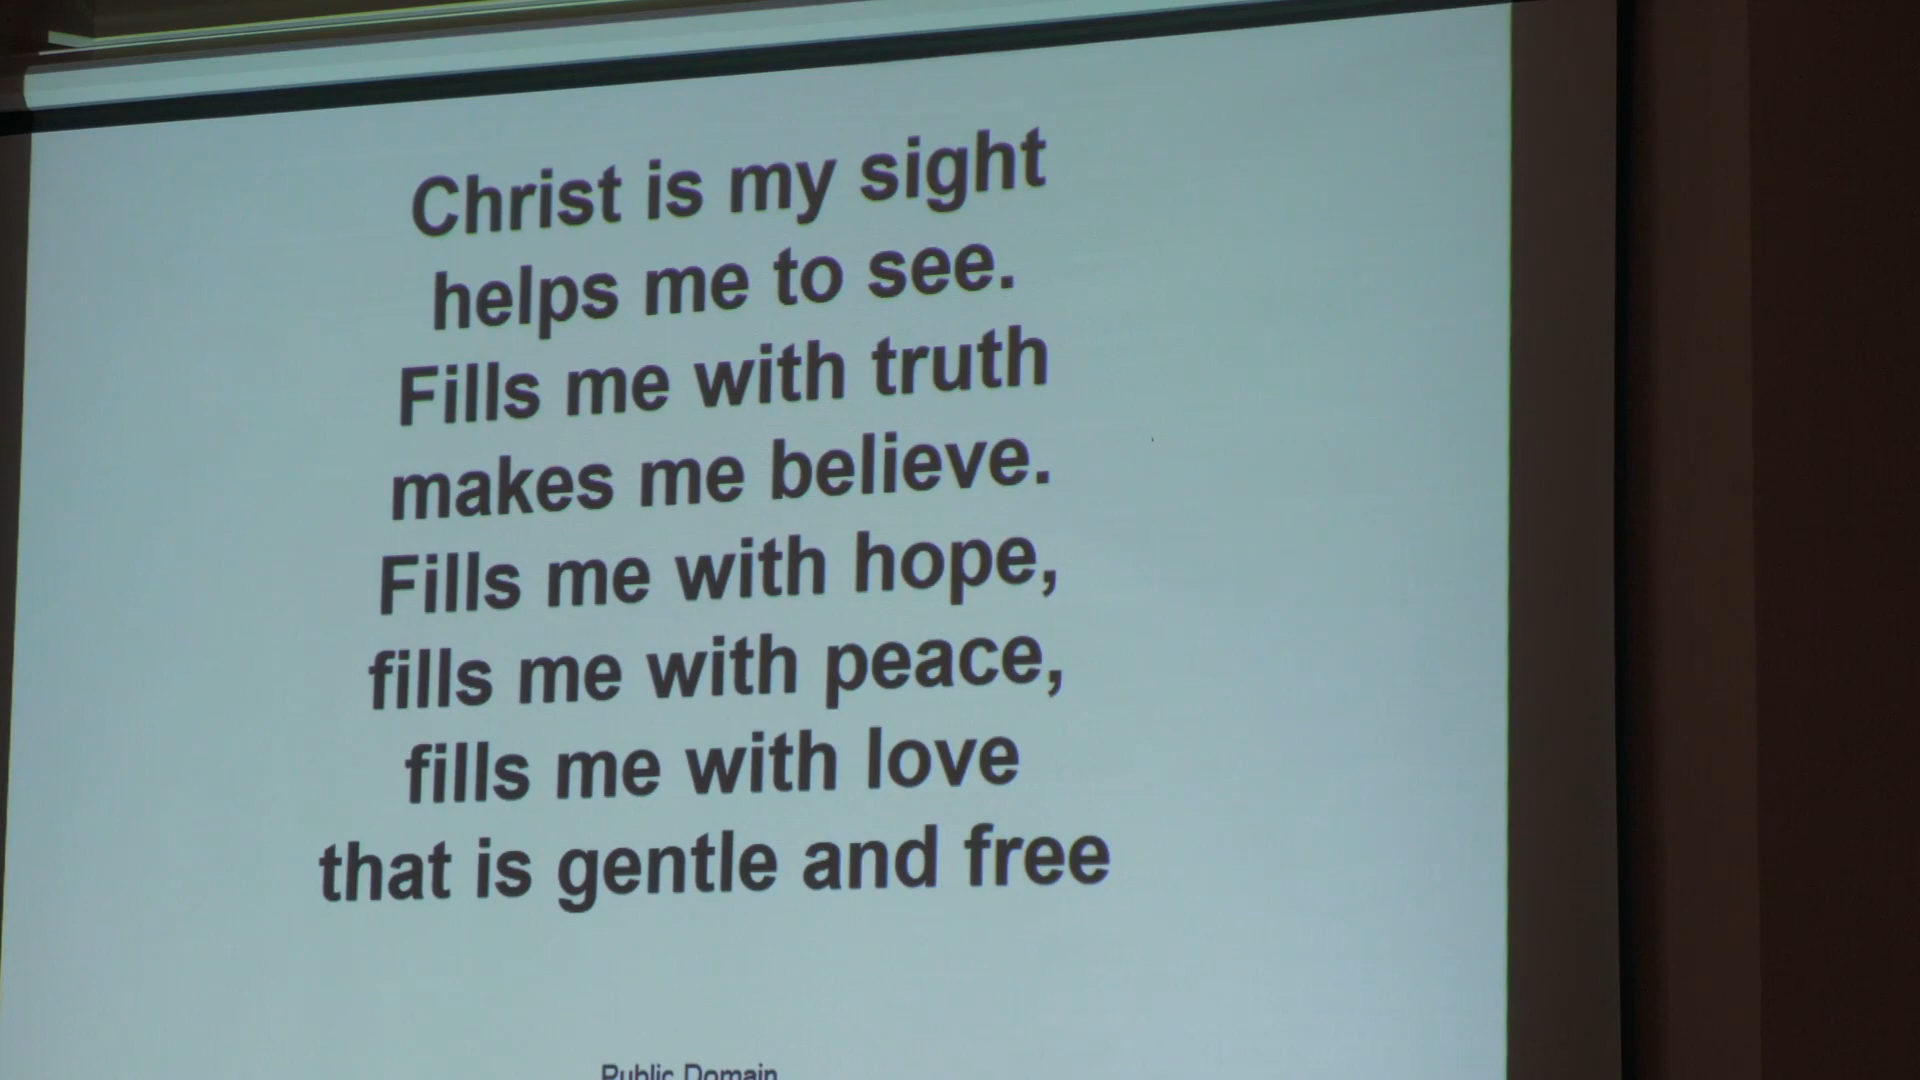 Christ is my sight
helps me to see.
Fills me with truth
makes me believe.
Fills me with hope,
fills me with peace,
fills me with love
that is gentle and free
Public Domain